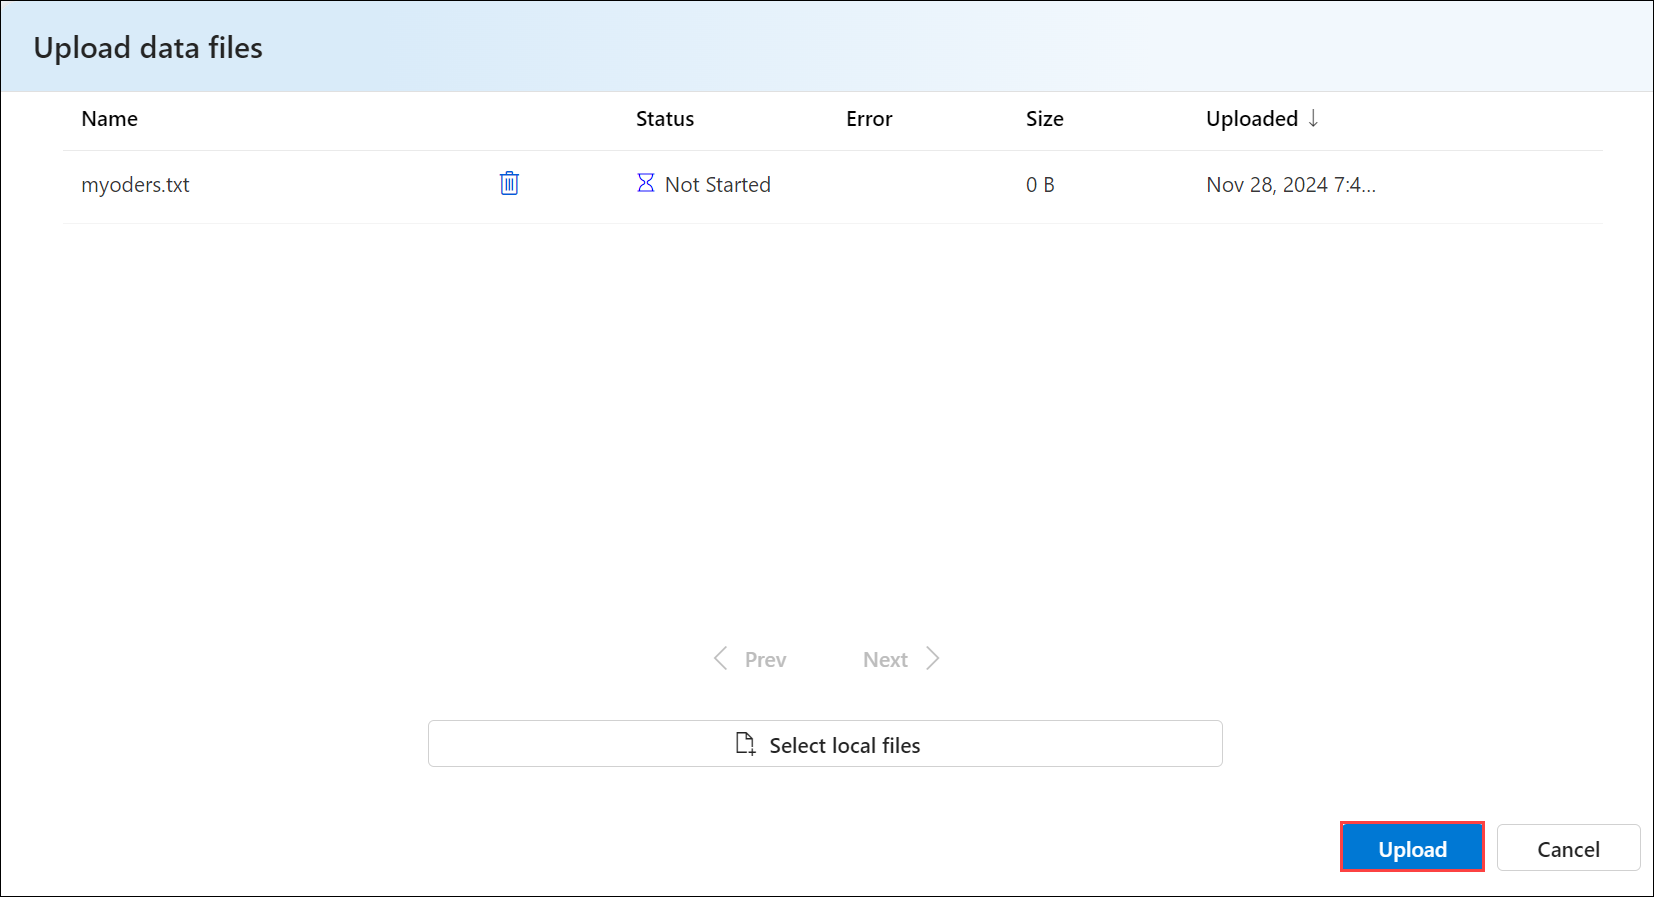 Upload data files
Name Status Error Size Uploaded ↓
myoders.txt Not Started 0 B Nov 28, 2024 7:4...
Prev Next
Select local files
Upload Cancel